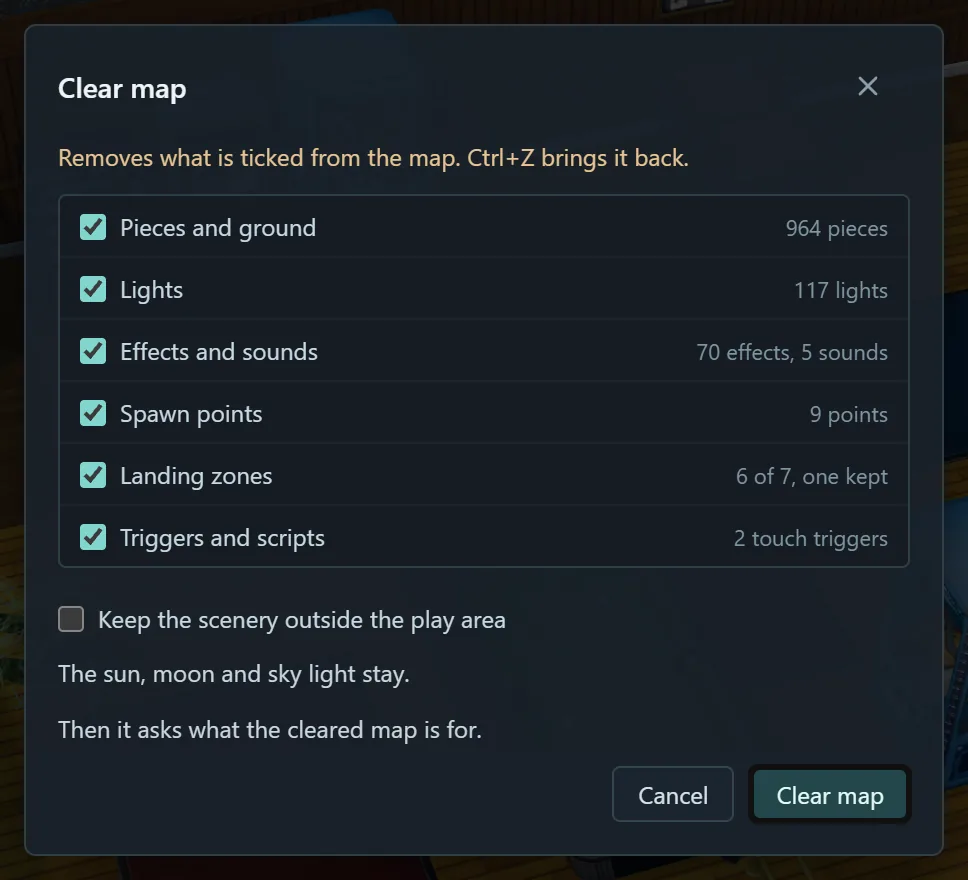 Clear map
Removes what is ticked from the map. Ctrl+Z brings it back.
Pieces and ground 964 pieces
Lights 117 lights
Effects and sounds 70 effects, 5 sounds
Spawn points 9 points
Landing zones 6 of 7, one kept
Triggers and scripts 2 touch triggers
Keep the scenery outside the play area
The sun, moon and sky light stay.
Then it asks what the cleared map is for.
Cancel Clear map